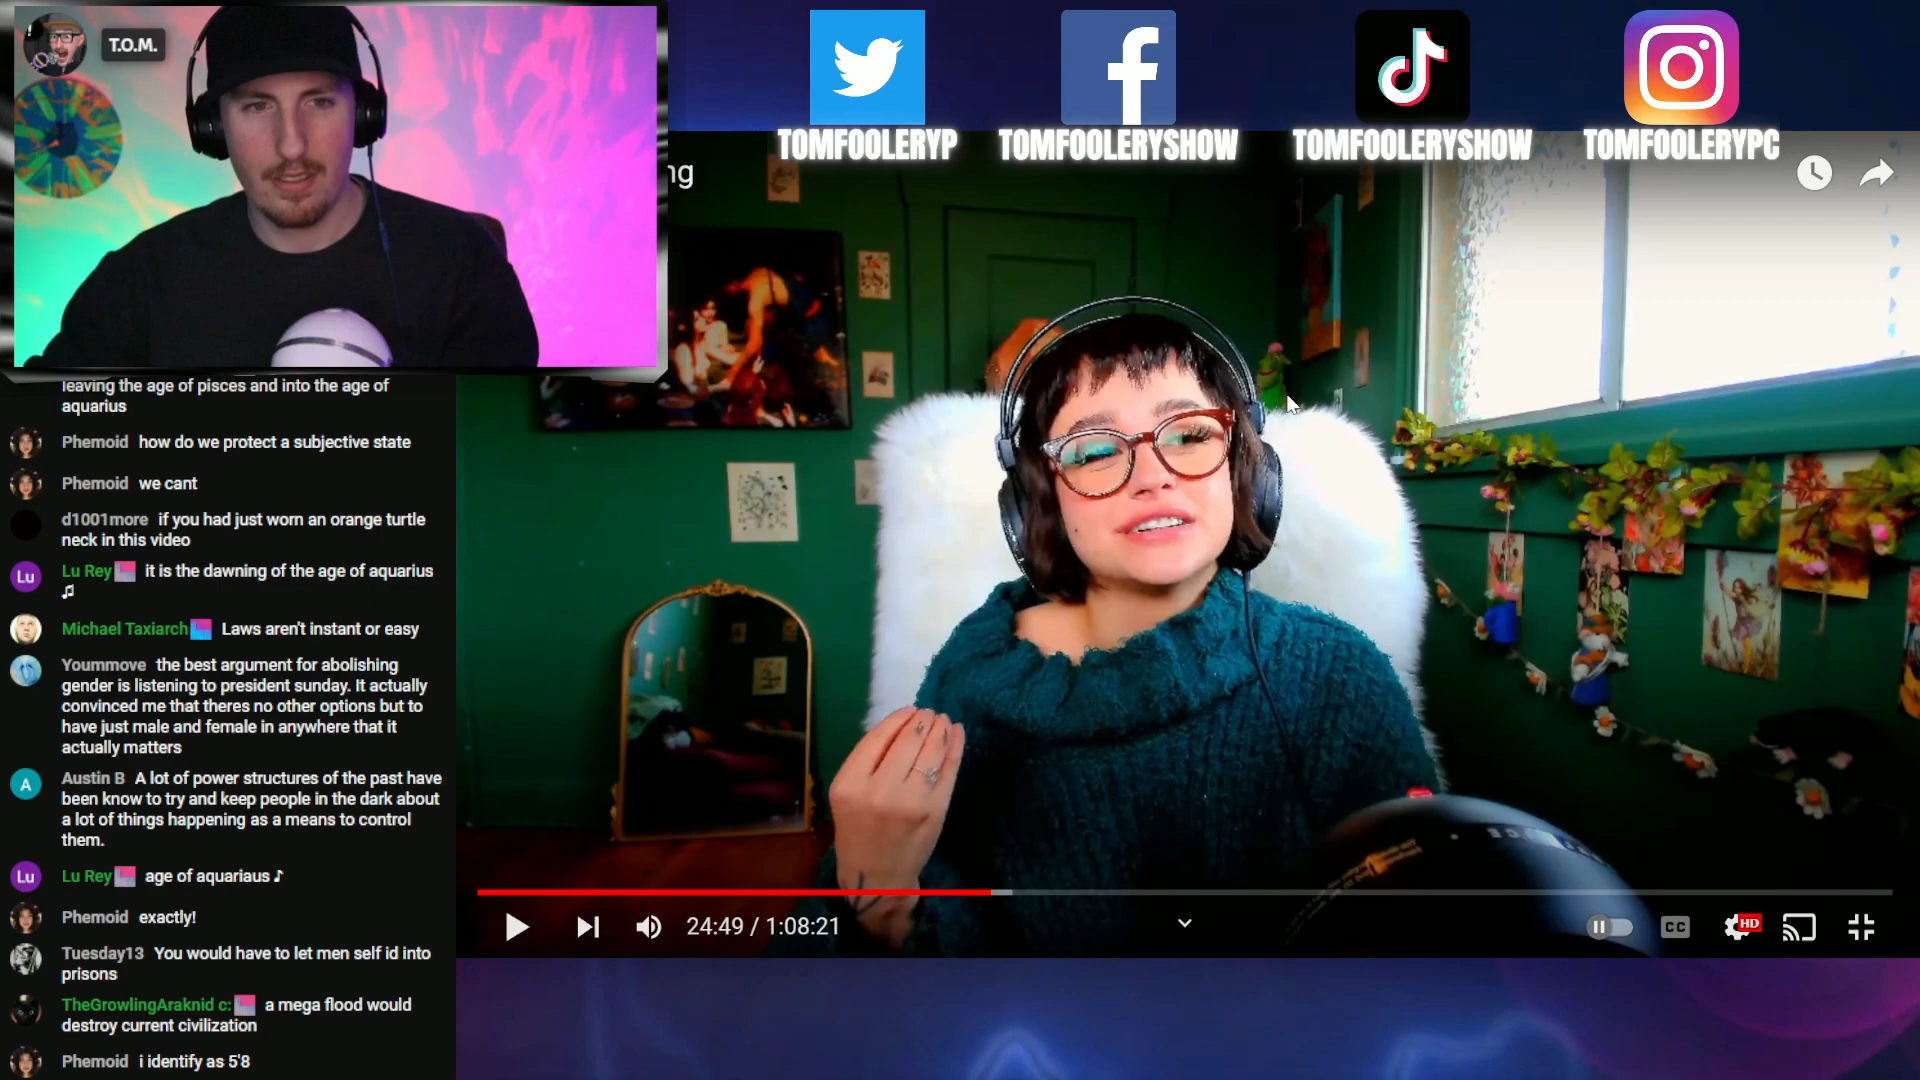 T.O.M.
TOMFOOLERYP
TOMFOOLERYSHOW
TOMFOOLERYSHOW
TOMFOOLERYPC
ng
leaving the age of pisces and into the age of
aquarius
Phemoid how do we protect a subjective state
Phemoid we cant
d1001more if you had just worn an orange turtle
neck in this video
Lu
Lu Rey it is the dawning of the age of aquarius
♫
Michael Taxiarch Laws aren't instant or easy
Yoummove the best argument for abolishing
gender is listening to president sunday. It actually
convinced me that theres no other options but to
have just male and female in anywhere that it
actually matters
A
Austin B A lot of power structures of the past have
been know to try and keep people in the dark about
a lot of things happening as a means to control
them.
Lu
Lu Rey age of aquariaus ♪
Phemoid exactly!
Tuesday13 You would have to let men self id into
prisons
TheGrowlingAraknid c: a mega flood would
destroy current civilization
Phemoid i identify as 5'8
24:49 / 1:08:21
CC
HD